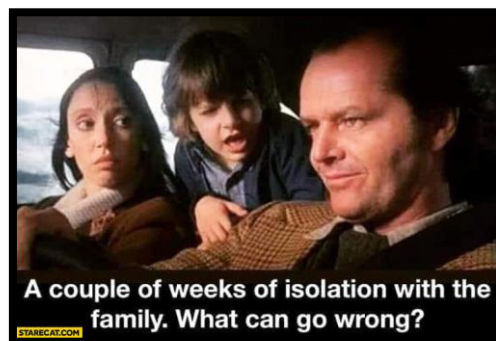 A couple of weeks of isolation with the
family. What can go wrong?
STARECAT.COM